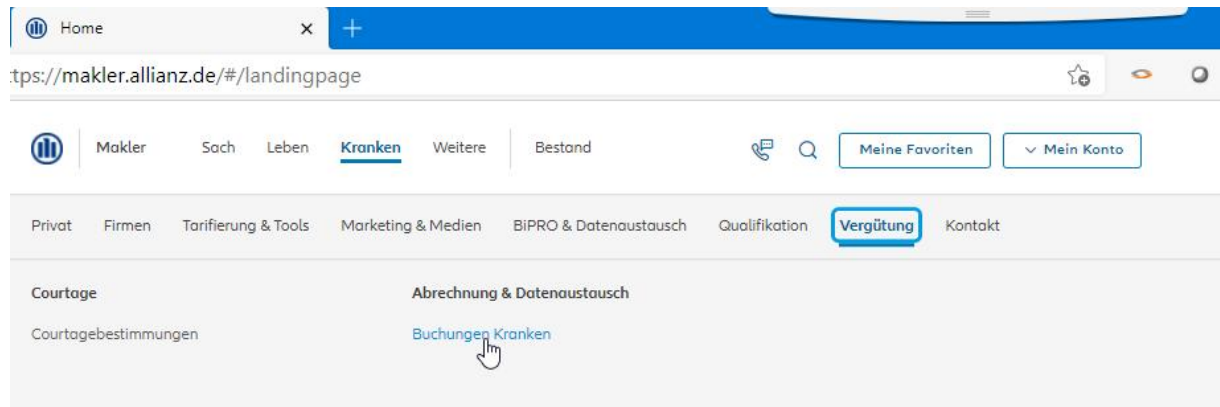 Home
ttps://makler.allianz.de/#/landingpage
Makler Sach Leben Kranken Weitere Bestand Meine Favoriten Mein Konto
Privat Firmen Tarifierung & Tools Marketing & Medien BiPRO & Datenaustausch Qualifikation Vergütung Kontakt
Courtage Abrechnung & Datenaustausch
Courtagebestimmungen Buchungen Kranken